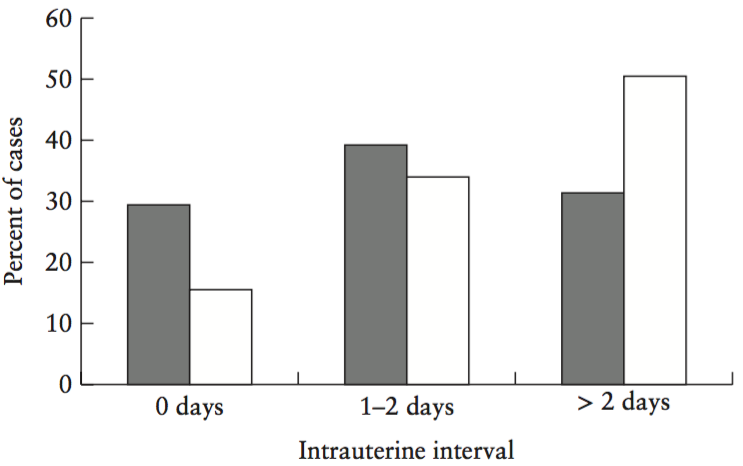 60
50
40
30
20
10
0
Percent of cases
0 days
1–2 days
> 2 days
Intrauterine interval